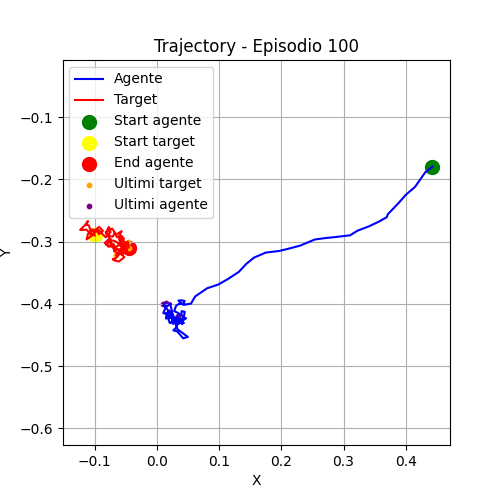 Trajectory - Episodio 100
Agente
Target
Start agente
Start target
End agente
Ultimi target
Ultimi agente
Y
−0.1
−0.2
−0.3
−0.4
−0.5
−0.6
−0.1
0.0
0.1
0.2
0.3
0.4
X